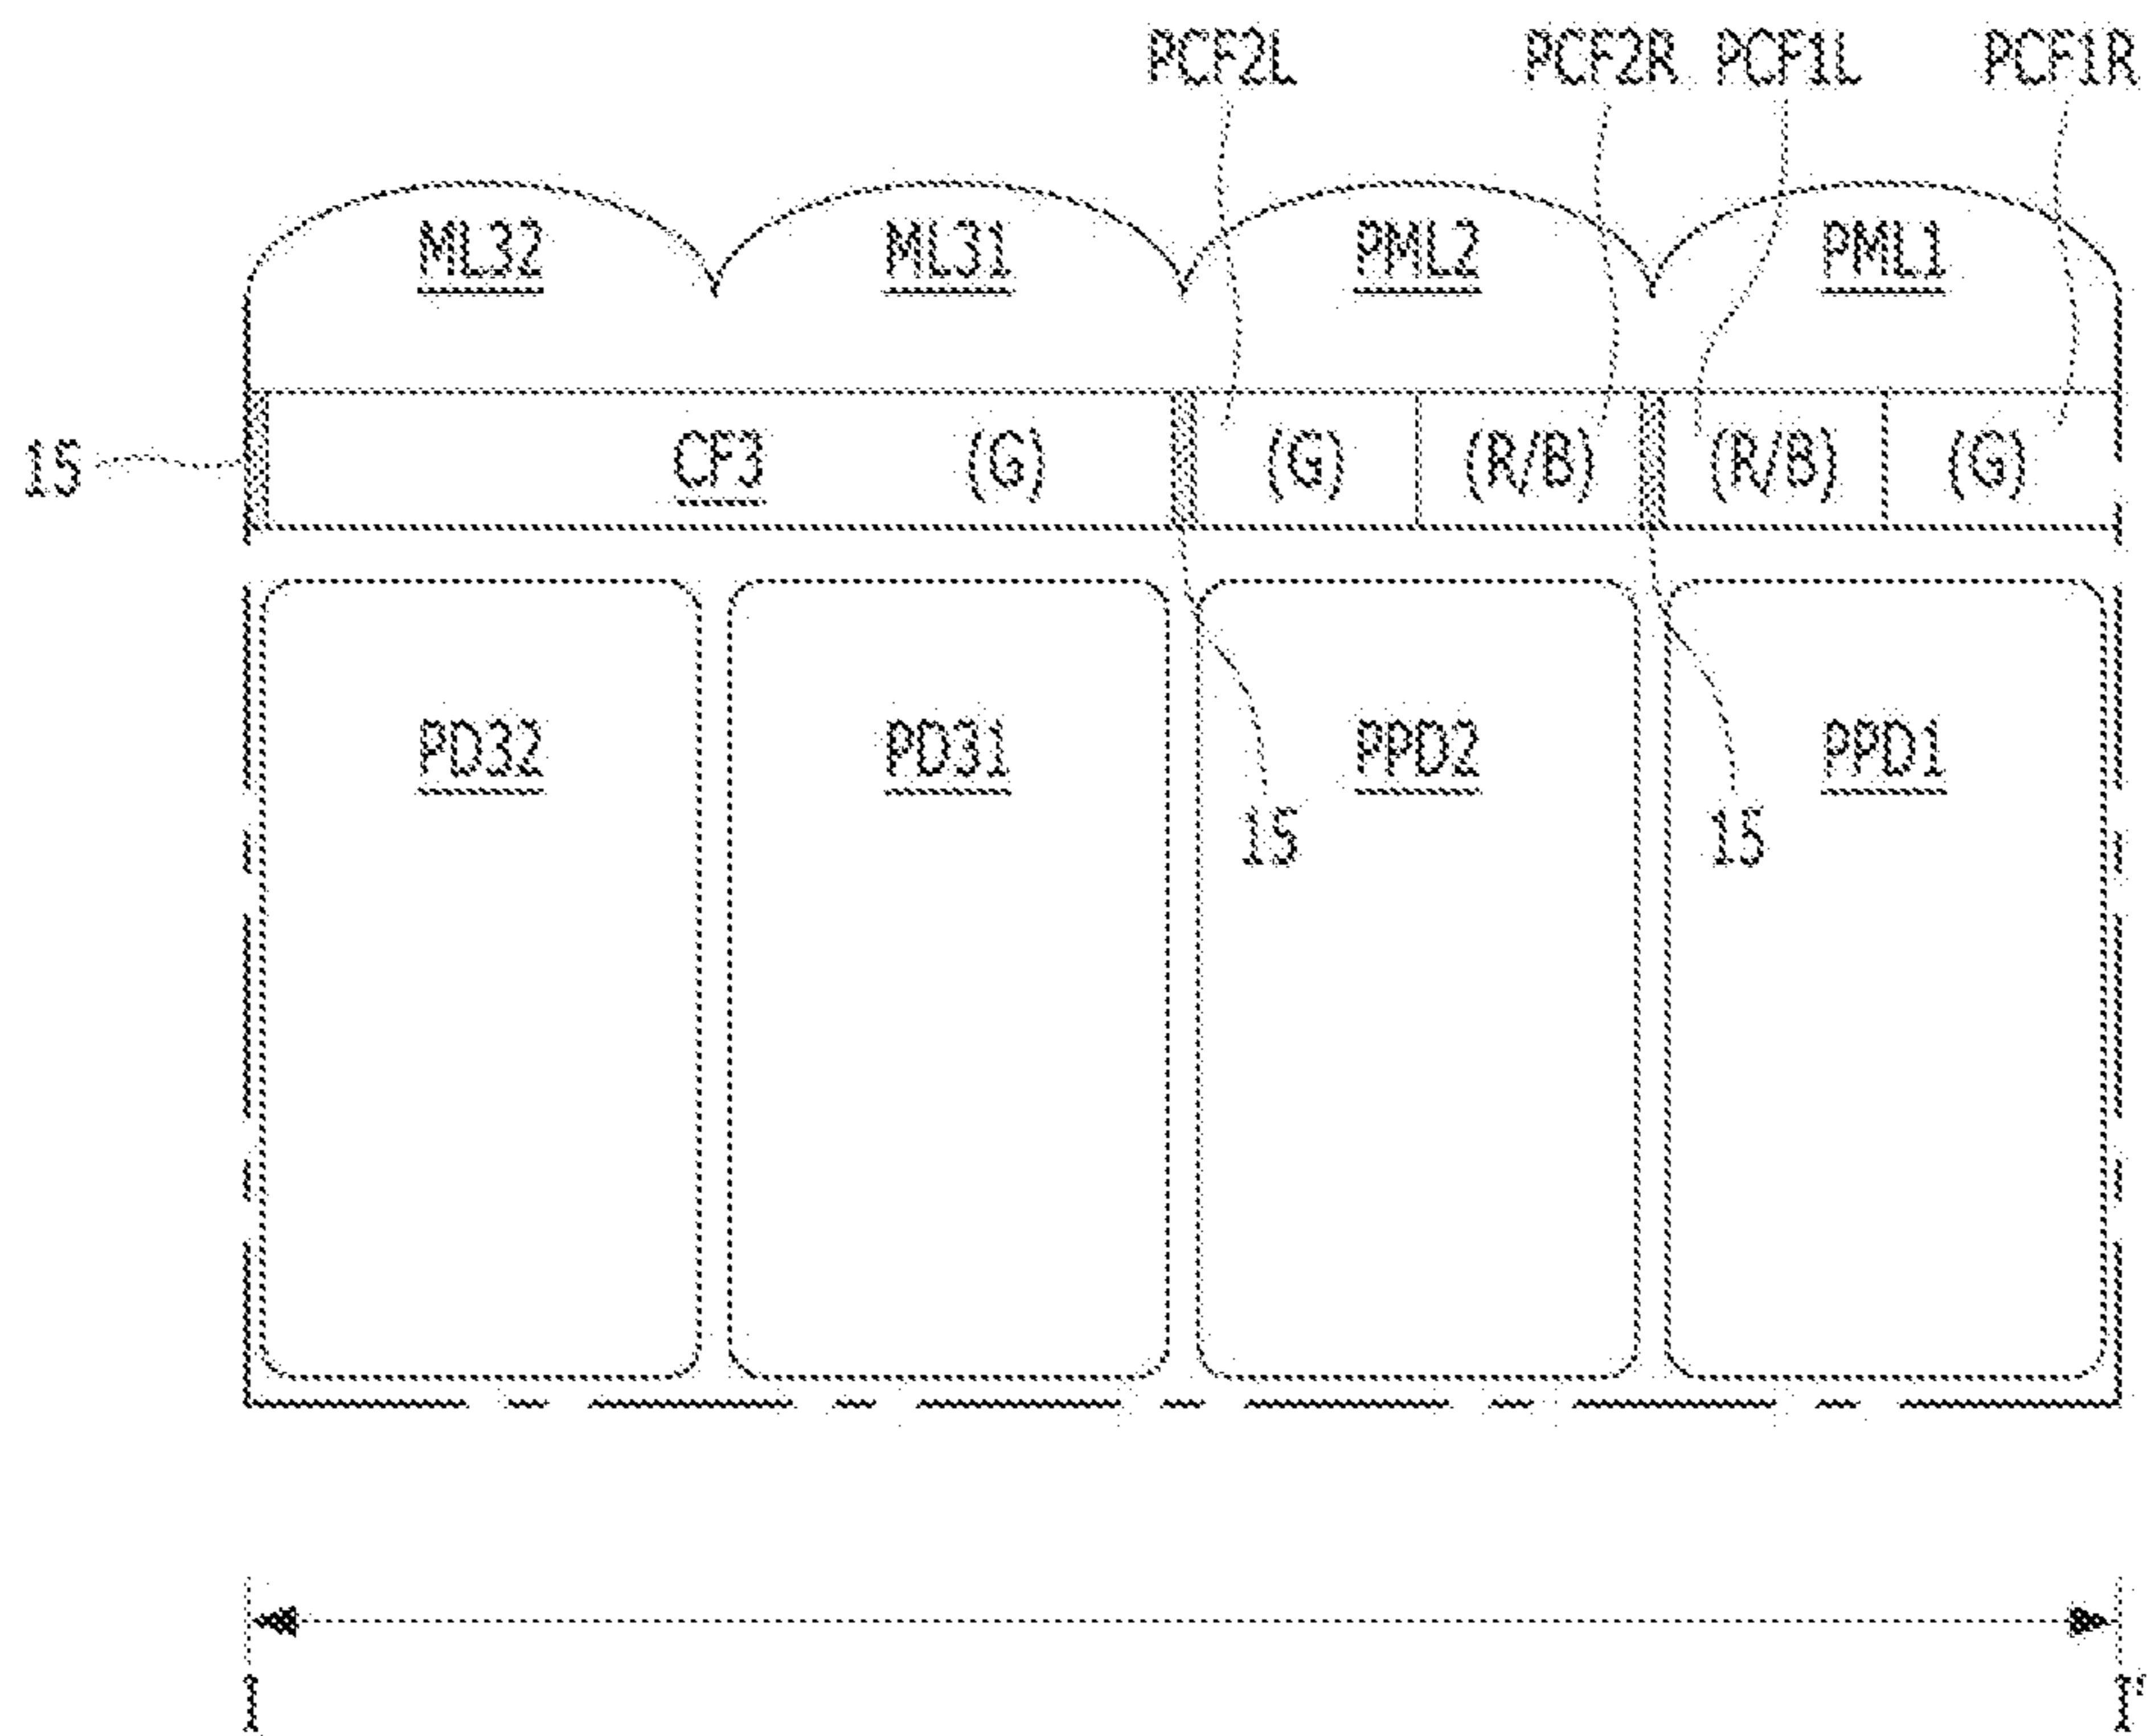 PCF2L PCF2R PCF1L PCF1R
ML32 ML31 PML2 PML1
15 CF3 (G) (G) (R/B) (R/B) (G)
PD32 PD31 PPD2 PPD1
15 15
I I'